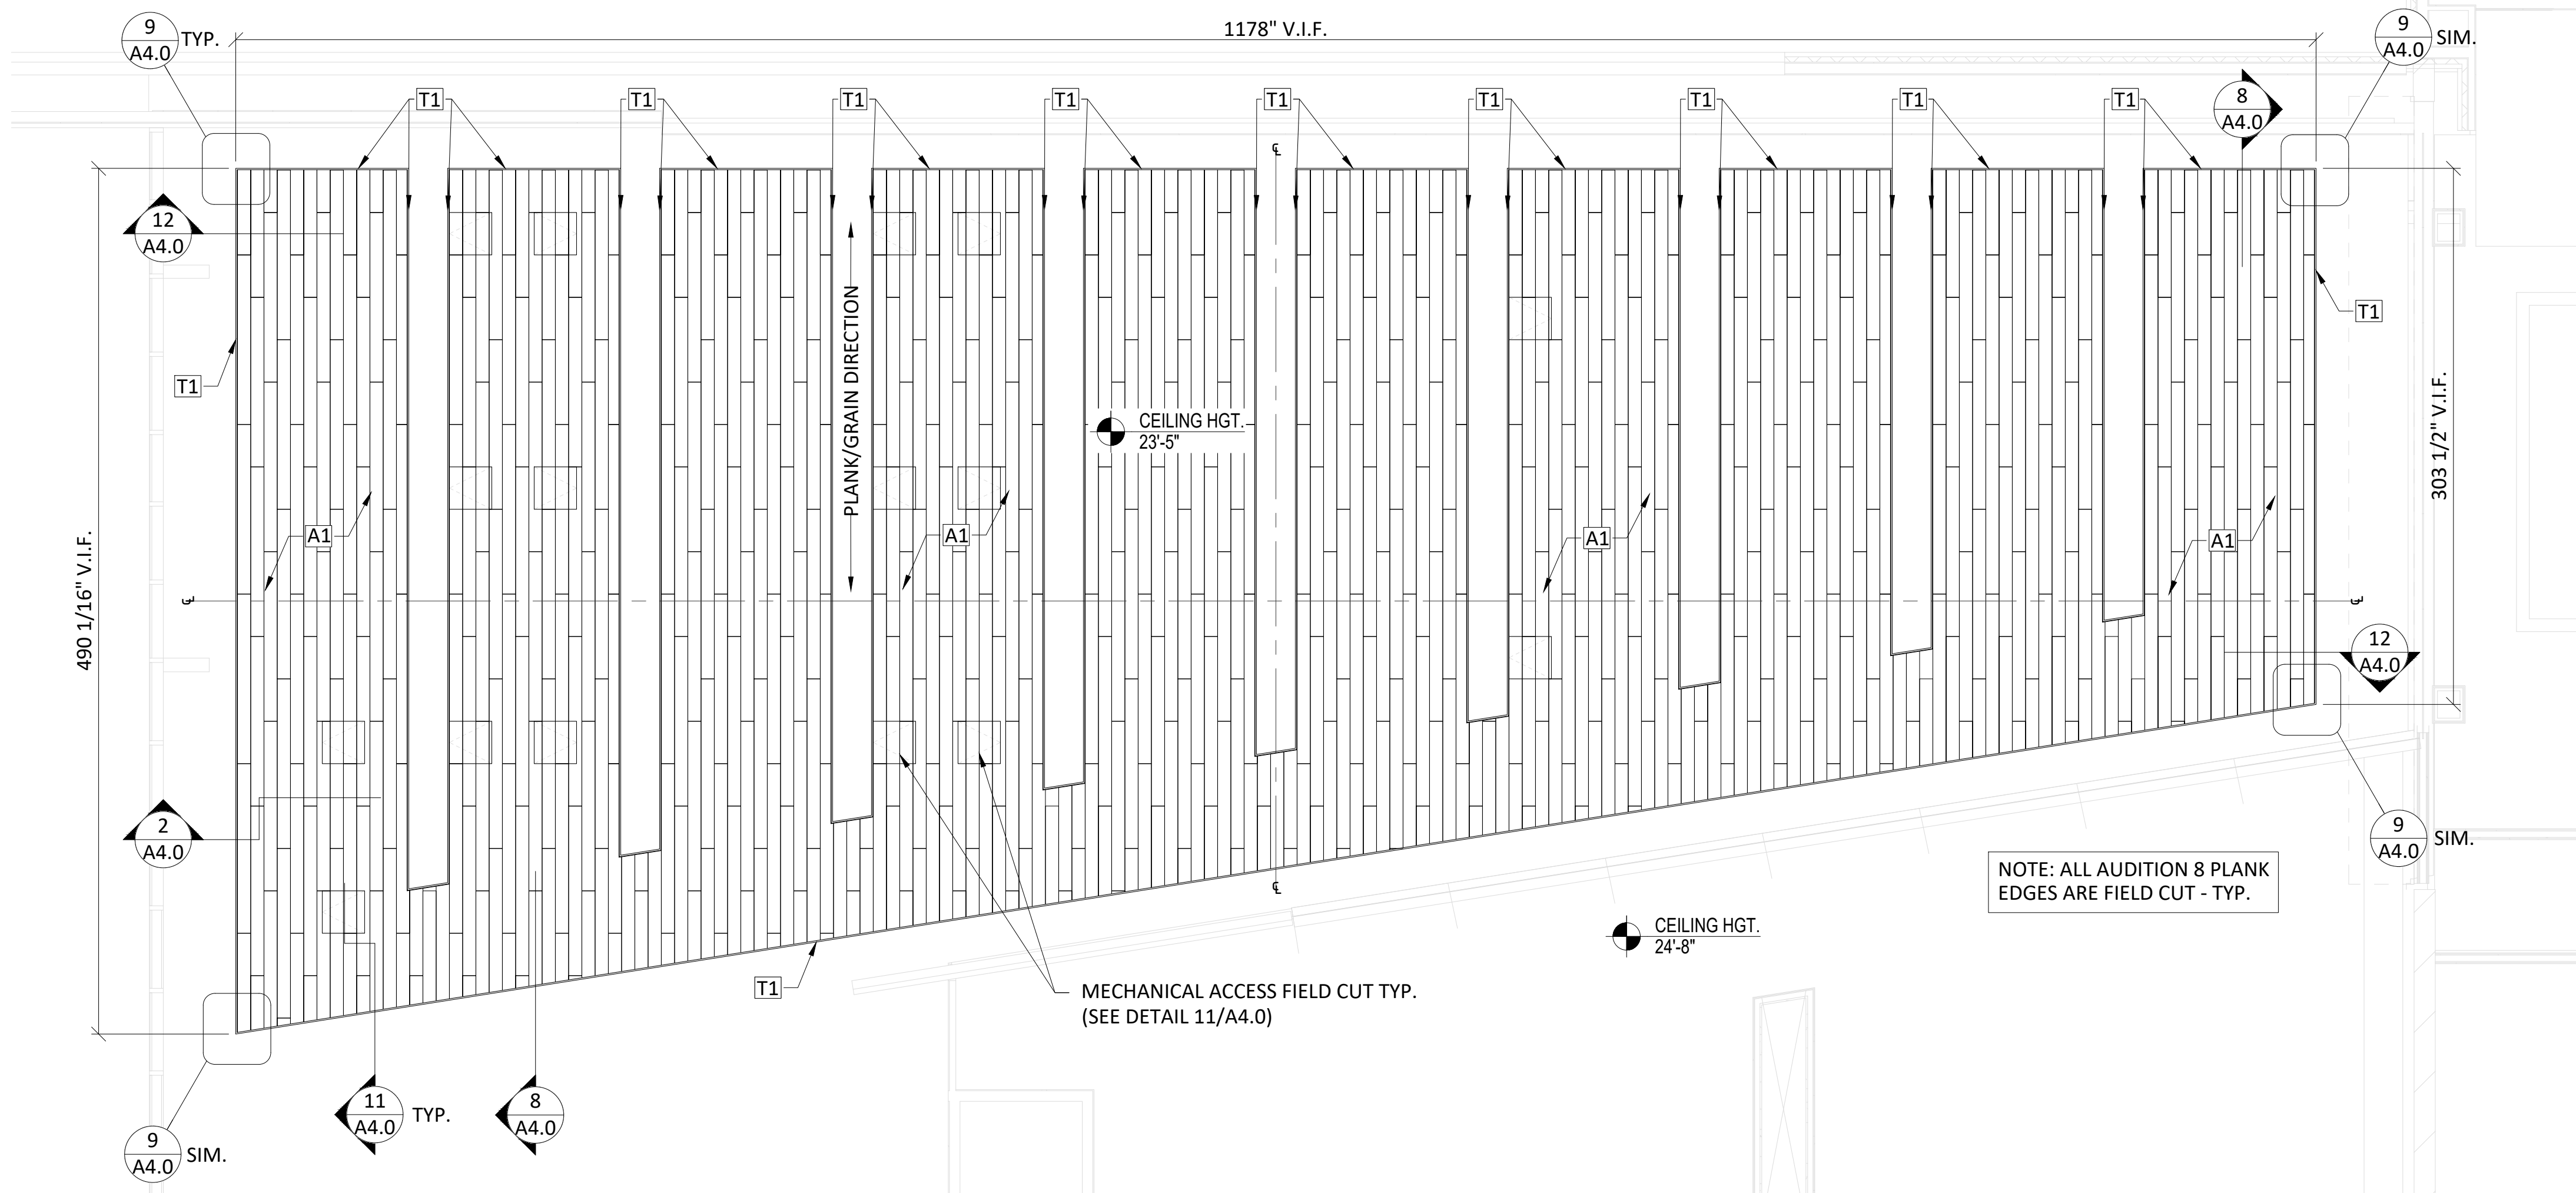 9
A4.0
TYP.
1178" V.I.F.
9
A4.0
SIM.
T1
T1
T1
T1
T1
T1
T1
T1
T1
8
A4.0
℄
12
A4.0
PLANK/GRAIN DIRECTION
T1
T1
CEILING HGT.
23'-5"
490 1/16" V.I.F.
303 1/2" V.I.F.
A1
A1
A1
A1
℄
℄
12
A4.0
2
A4.0
9
A4.0
SIM.
℄
NOTE: ALL AUDITION 8 PLANK
EDGES ARE FIELD CUT - TYP.
CEILING HGT.
24'-8"
T1
MECHANICAL ACCESS FIELD CUT TYP.
(SEE DETAIL 11/A4.0)
11
A4.0
TYP.
8
A4.0
9
A4.0
SIM.